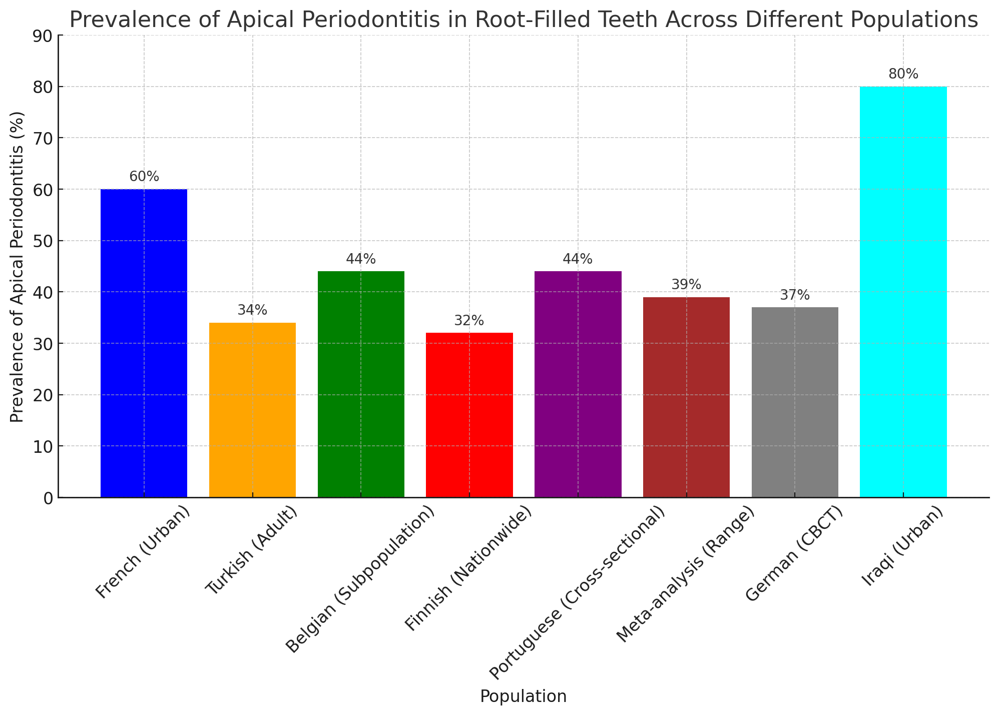 Prevalence of Apical Periodontitis in Root-Filled Teeth Across Different Populations
Prevalence of Apical Periodontitis (%)
90
80
70
60
50
40
30
20
10
0
60%
34%
44%
32%
44%
39%
37%
80%
French (Urban)
Turkish (Adult)
Belgian (Subpopulation)
Finnish (Nationwide)
Portuguese (Cross-sectional)
Meta-analysis (Range)
German (CBCT)
Iraqi (Urban)
Population